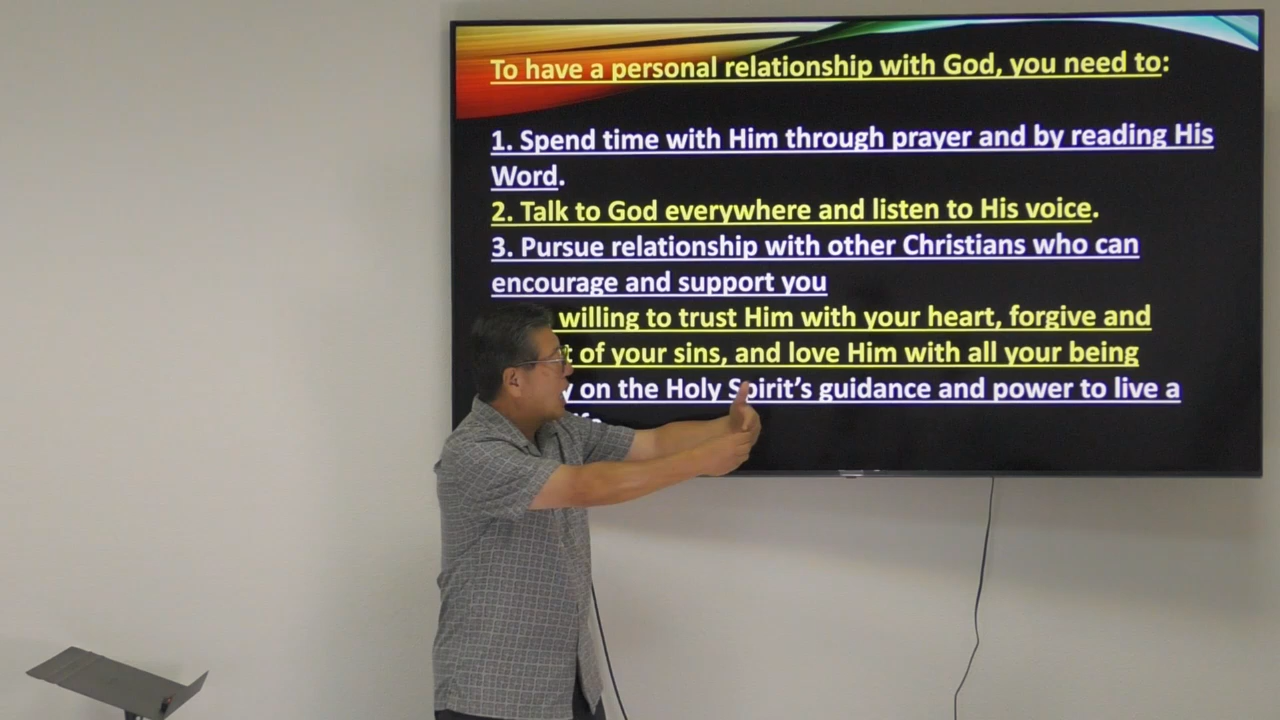 To have a personal relationship with God, you need to:
1. Spend time with Him through prayer and by reading His
Word.
2. Talk to God everywhere and listen to His voice.
3. Pursue relationship with other Christians who can
encourage and support you
willing to trust Him with your heart, forgive and
of your sins, and love Him with all your being
on the Holy Spirit's guidance and power to live a